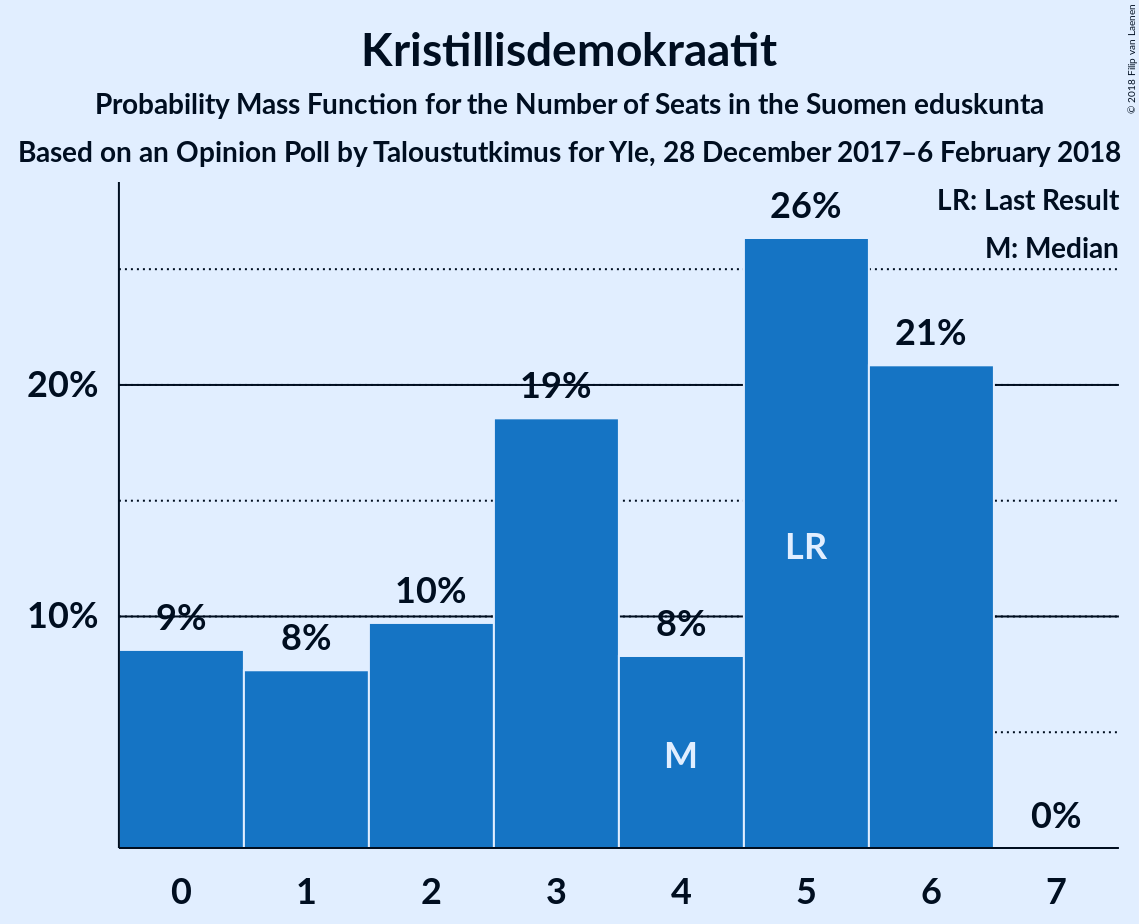 Kristillisdemokraatit
Probability Mass Function for the Number of Seats in the Suomen eduskunta
Based on an Opinion Poll by Taloustutkimus for Yle, 28 December 2017–6 February 2018
© 2018 Filip van Laenen
LR: Last Result
M: Median
20%
10%
9%
8%
10%
19%
8%
26%
21%
0%
LR
M
0 1 2 3 4 5 6 7